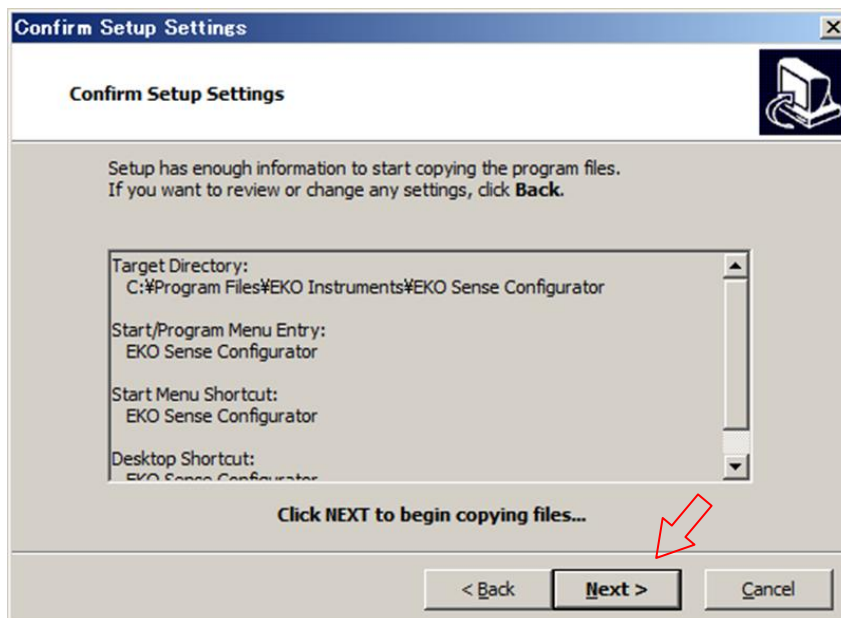 Confirm Setup Settings
Confirm Setup Settings
Setup has enough information to start copying the program files.
If you want to review or change any settings, click Back.
Target Directory:
C:¥Program Files¥EKO Instruments¥EKO Sense Configurator
Start/Program Menu Entry:
EKO Sense Configurator
Start Menu Shortcut:
EKO Sense Configurator
Desktop Shortcut:
EKO Sense Configurator
Click NEXT to begin copying files...
< Back
Next >
Cancel